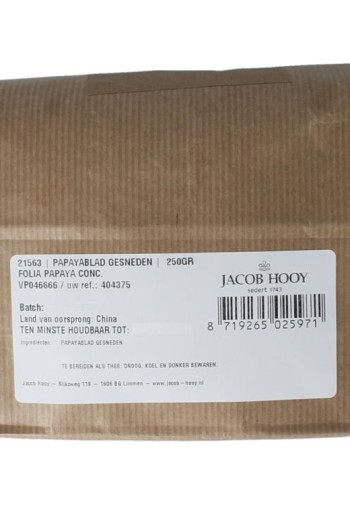 21563 | PAPAYABLAD GESNEDEN | 250GR
FOLIA PAPAYA CONC.
VP046666 / uw ref.: 404375
Batch:
Land van oorsprong: China
TEN MINSTE HOUDBAAR TOT:
Ingrediënten: PAPAYABLAD GESNEDEN
TE BEREIDEN ALS THEE. DROOG, KOEL EN DONKER BEWAREN.
Jacob Hooy - Rijksweg 119 - 1906 BG Limmen - www.jacob-hooy.nl
JACOB HOOY
sedert 1743
8 719265 025971